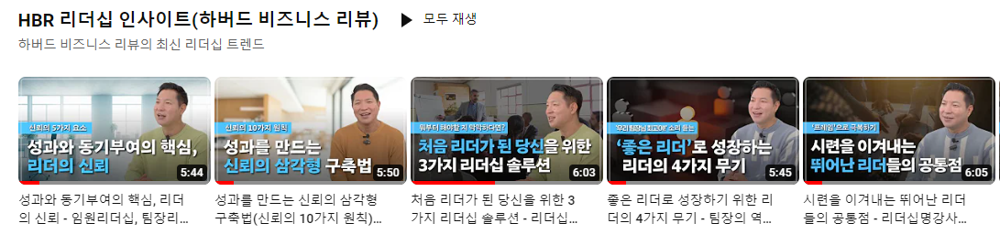 HBR 리더십 인사이트(하버드 비즈니스 리뷰)
모두 재생
하버드 비즈니스 리뷰의 최신 리더십 트렌드
신뢰의 5가지 요소
성과와 동기부여의 핵심,
리더의 신뢰
5:44
성과와 동기부여의 핵심, 리더
의 신뢰 - 임원리더십, 팀장리...
신뢰의 10가지 원칙
성과를 만드는
신뢰의 삼각형 구축법
5:50
성과를 만드는 신뢰의 삼각형
구축법(신뢰의 10가지 원칙)...
뭐부터 해야할 지 막막하다면?
처음 리더가 된 당신을 위한
3가지 리더십 솔루션
6:03
처음 리더가 된 당신을 위한 3
가지 리더십 솔루션 - 리더십...
'우리 팀장님 최고야!' 소리 듣는
'좋은 리더'로 성장하는
리더의 4가지 무기
5:45
좋은 리더로 성장하기 위한 리
더의 4가지 무기 - 팀장의 역...
'프레임'으로 극복하기
시련을 이겨내는
뛰어난 리더들의 공통점
6:05
시련을 이겨내는 뛰어난 리더
들의 공통점 - 리더십명강사...